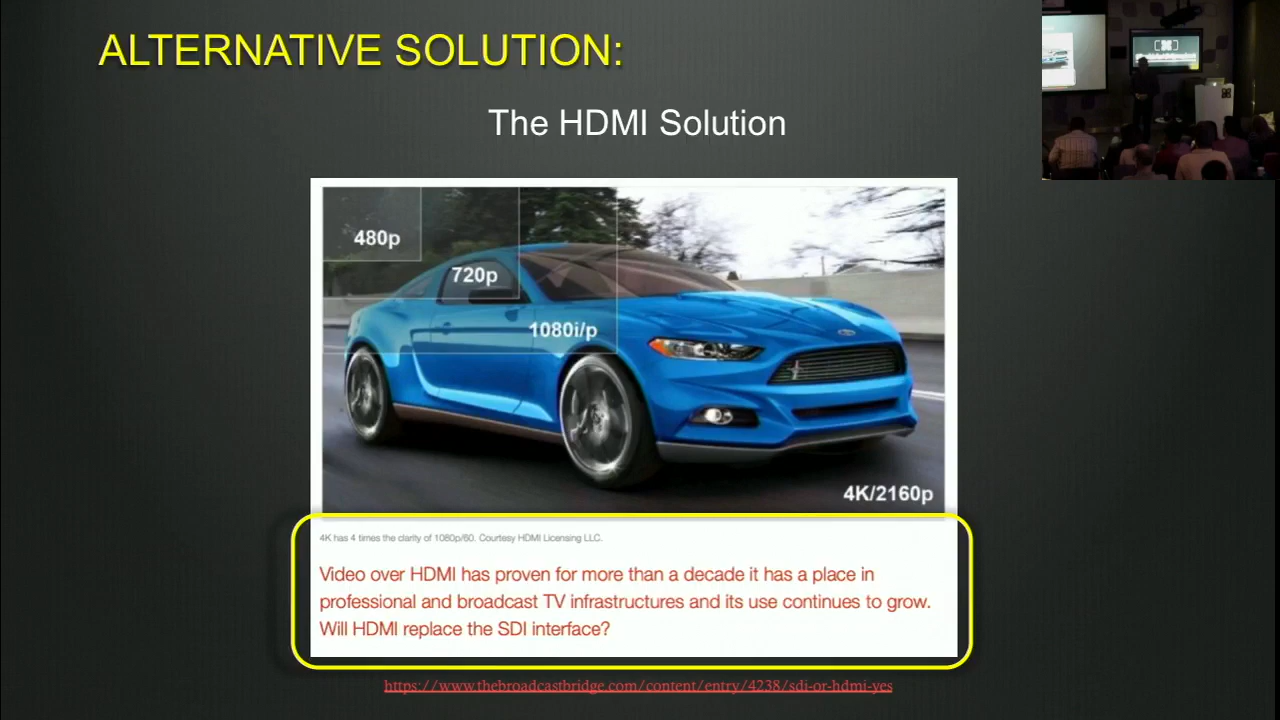 ALTERNATIVE SOLUTION:
The HDMI Solution
480p
720p
1080i/p
4K/2160p
4K has 4 times the clarity of 1080p/60. Courtesy HDMI Licensing LLC.
Video over HDMI has proven for more than a decade it has a place in
professional and broadcast TV infrastructures and its use continues to grow.
Will HDMI replace the SDI interface?
https://www.thebroadcastbridge.com/content/entry/4238/sdi-or-hdmi-yes